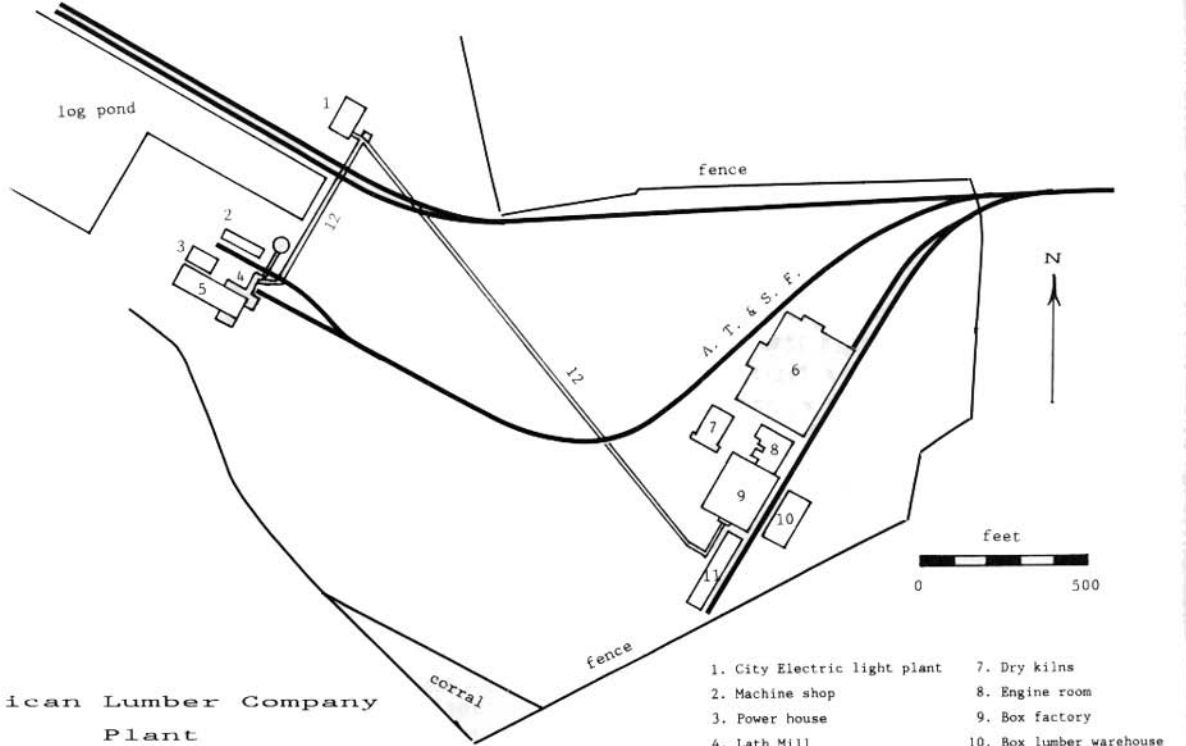 log pond
1
fence
2
12
3
4
5
N
A. T. & S. F.
6
12
7
8
9
10
11
feet
0 500
fence
corral
ican Lumber Company
Plant
1. City Electric light plant
2. Machine shop
3. Power house
4. Lath Mill
7. Dry kilns
8. Engine room
9. Box factory
10. Box lumber warehouse